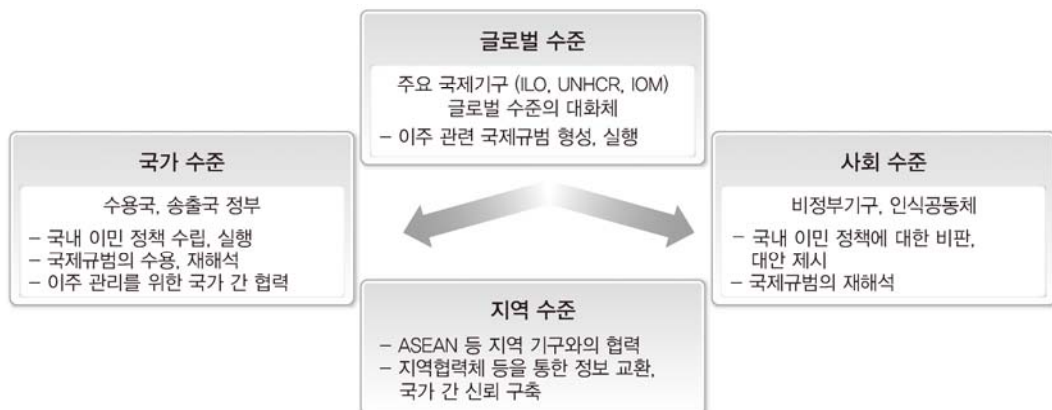 글로벌 수준
주요 국제기구 (ILO, UNHCR, IOM)
글로벌 수준의 대화체
– 이주 관련 국제규범 형성, 실행
국가 수준
수용국, 송출국 정부
– 국내 이민 정책 수립, 실행
– 국제규범의 수용, 재해석
– 이주 관리를 위한 국가 간 협력
사회 수준
비정부기구, 인식공동체
– 국내 이민 정책에 대한 비판,
대안 제시
– 국제규범의 재해석
지역 수준
– ASEAN 등 지역 기구와의 협력
– 지역협력체 등을 통한 정보 교환,
국가 간 신뢰 구축